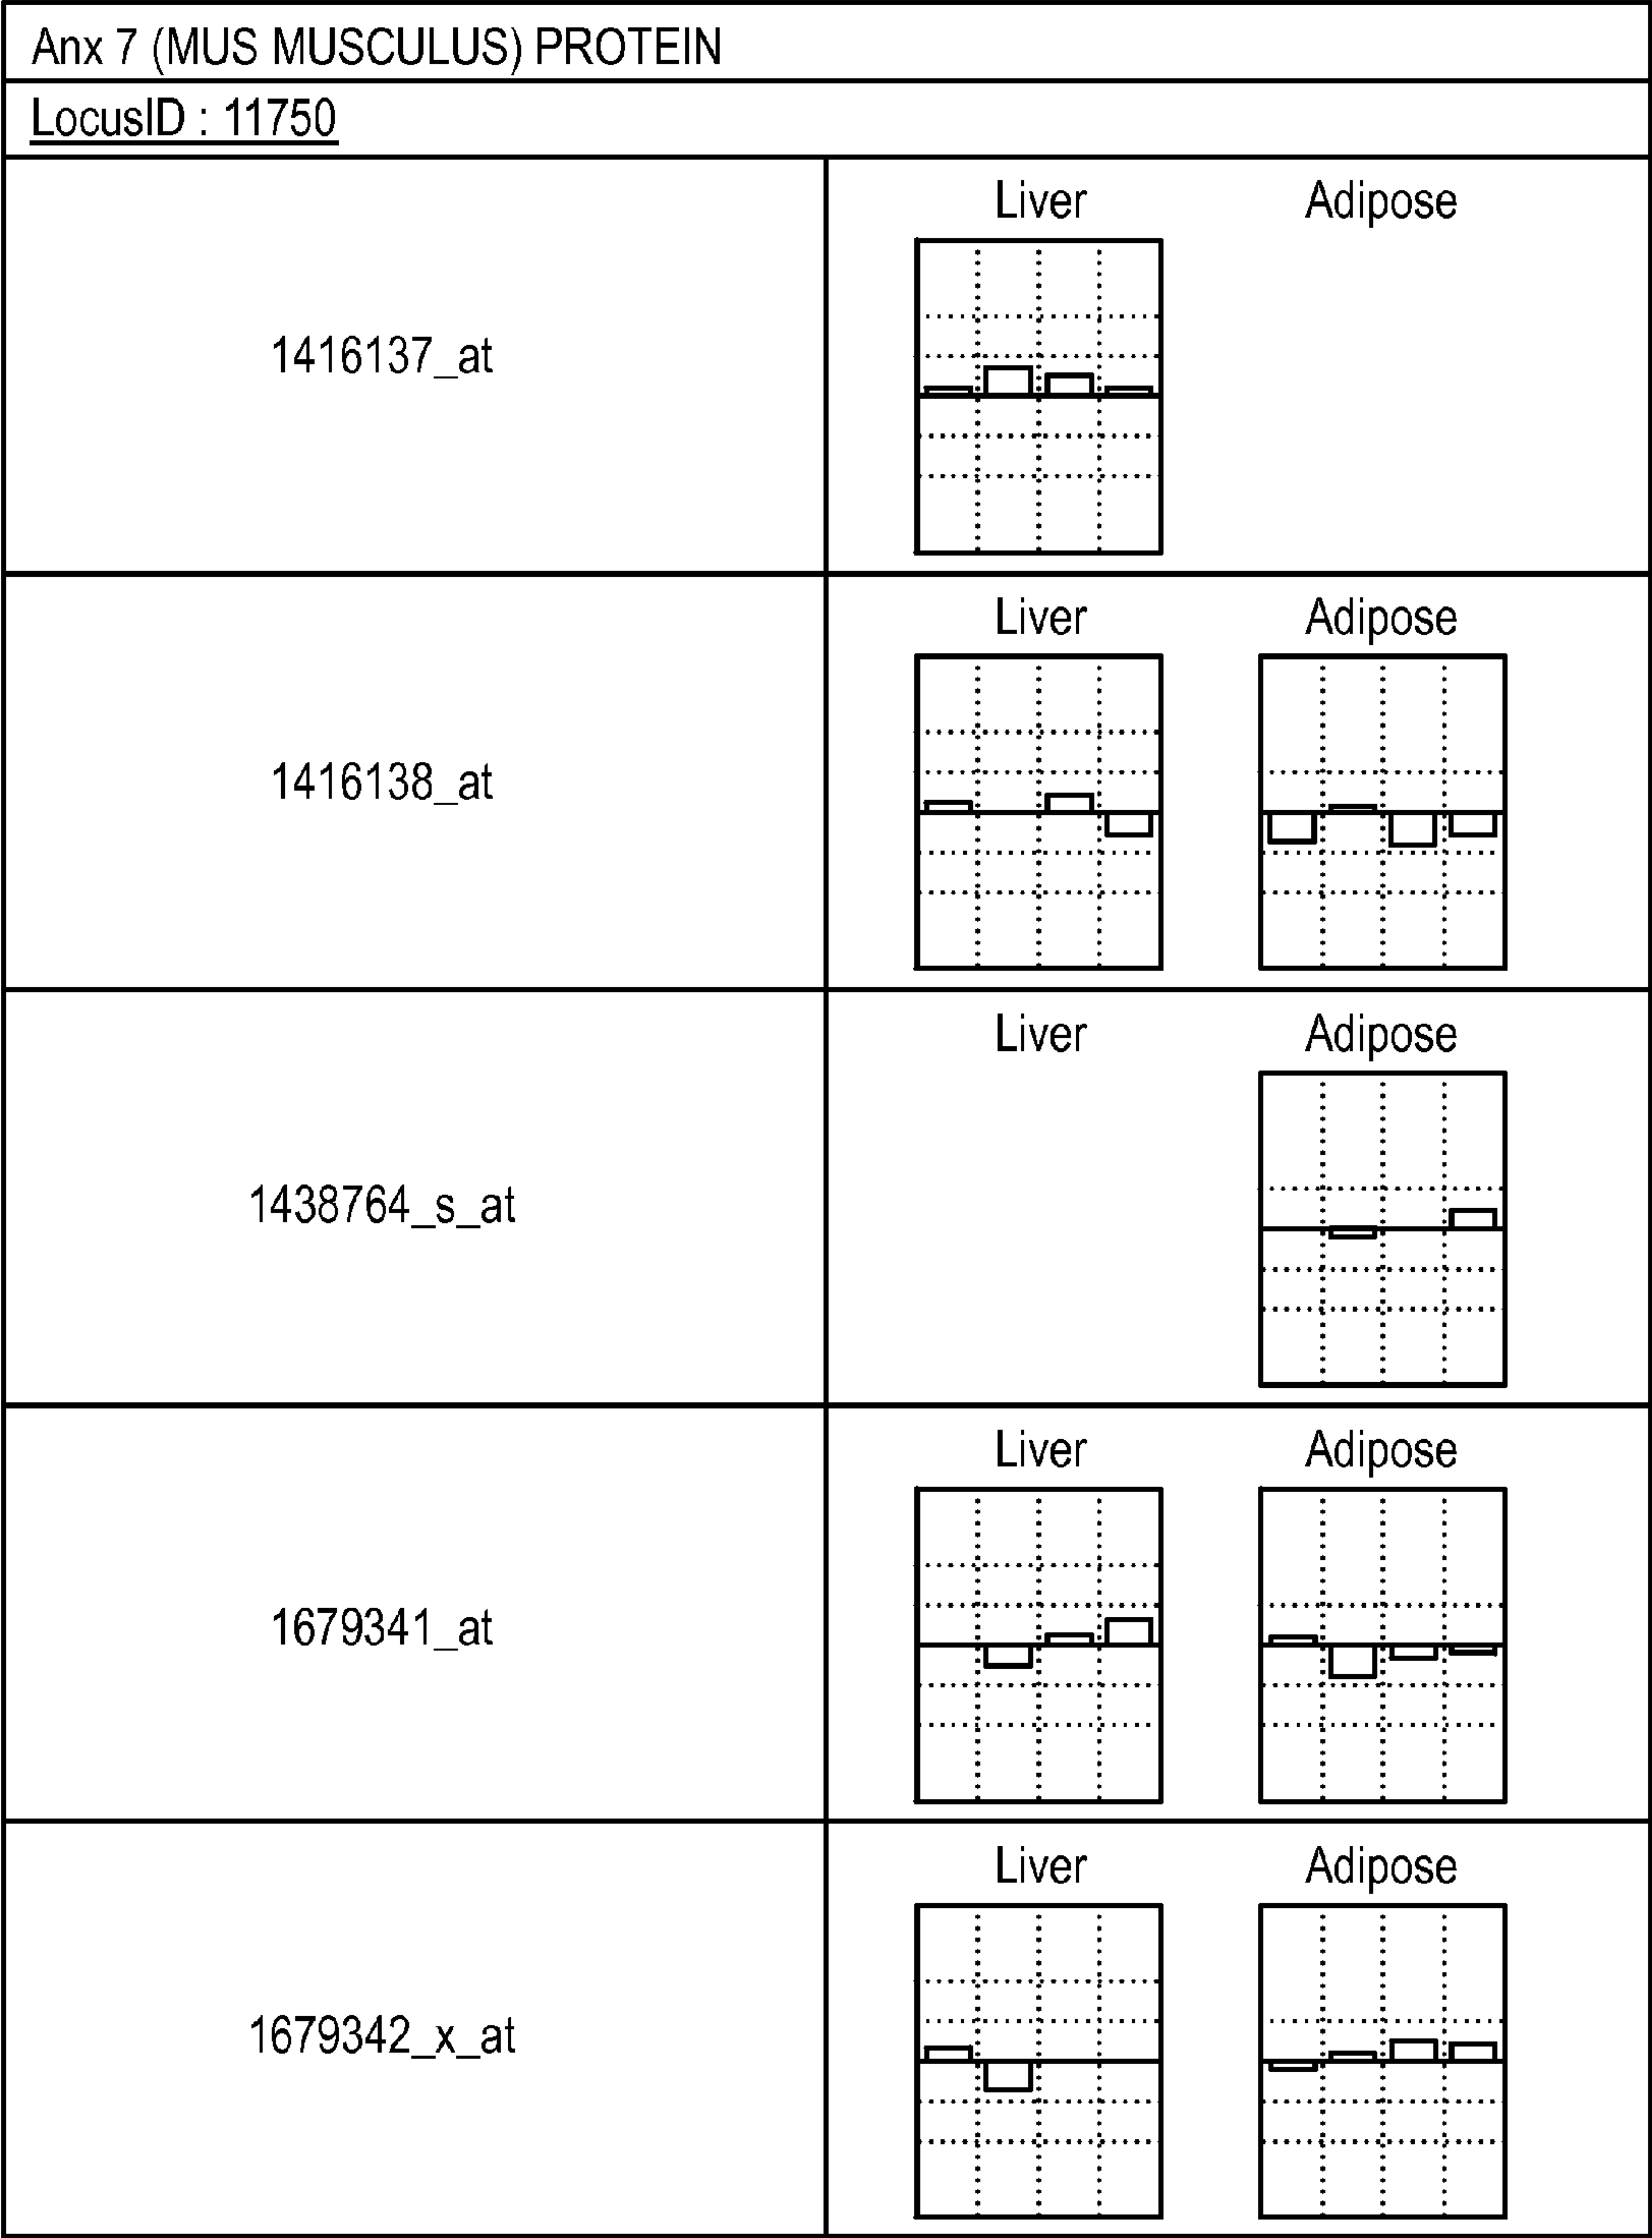 Anx 7 (MUS MUSCULUS) PROTEIN
LocusID : 11750
Liver Adipose
1416137_at
Liver Adipose
1416138_at
Liver Adipose
1438764_s_at
Liver Adipose
1679341_at
Liver Adipose
1679342_x_at